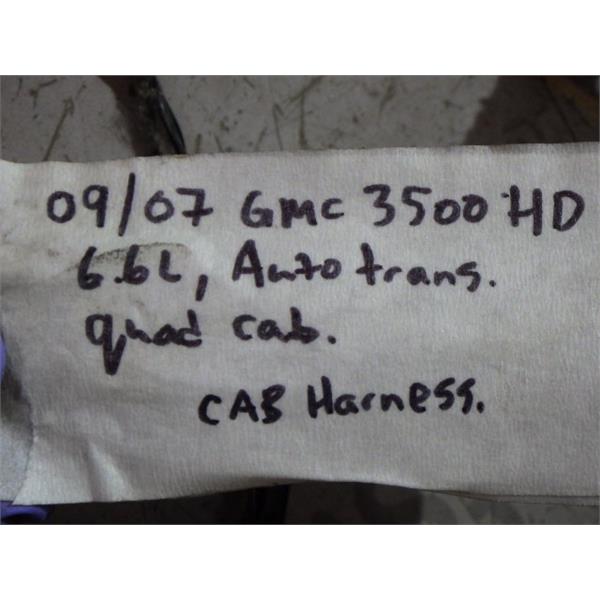 09/07 GMC 3500 HD
6.6L, Auto trans.
quad cab.
CAB Harness.